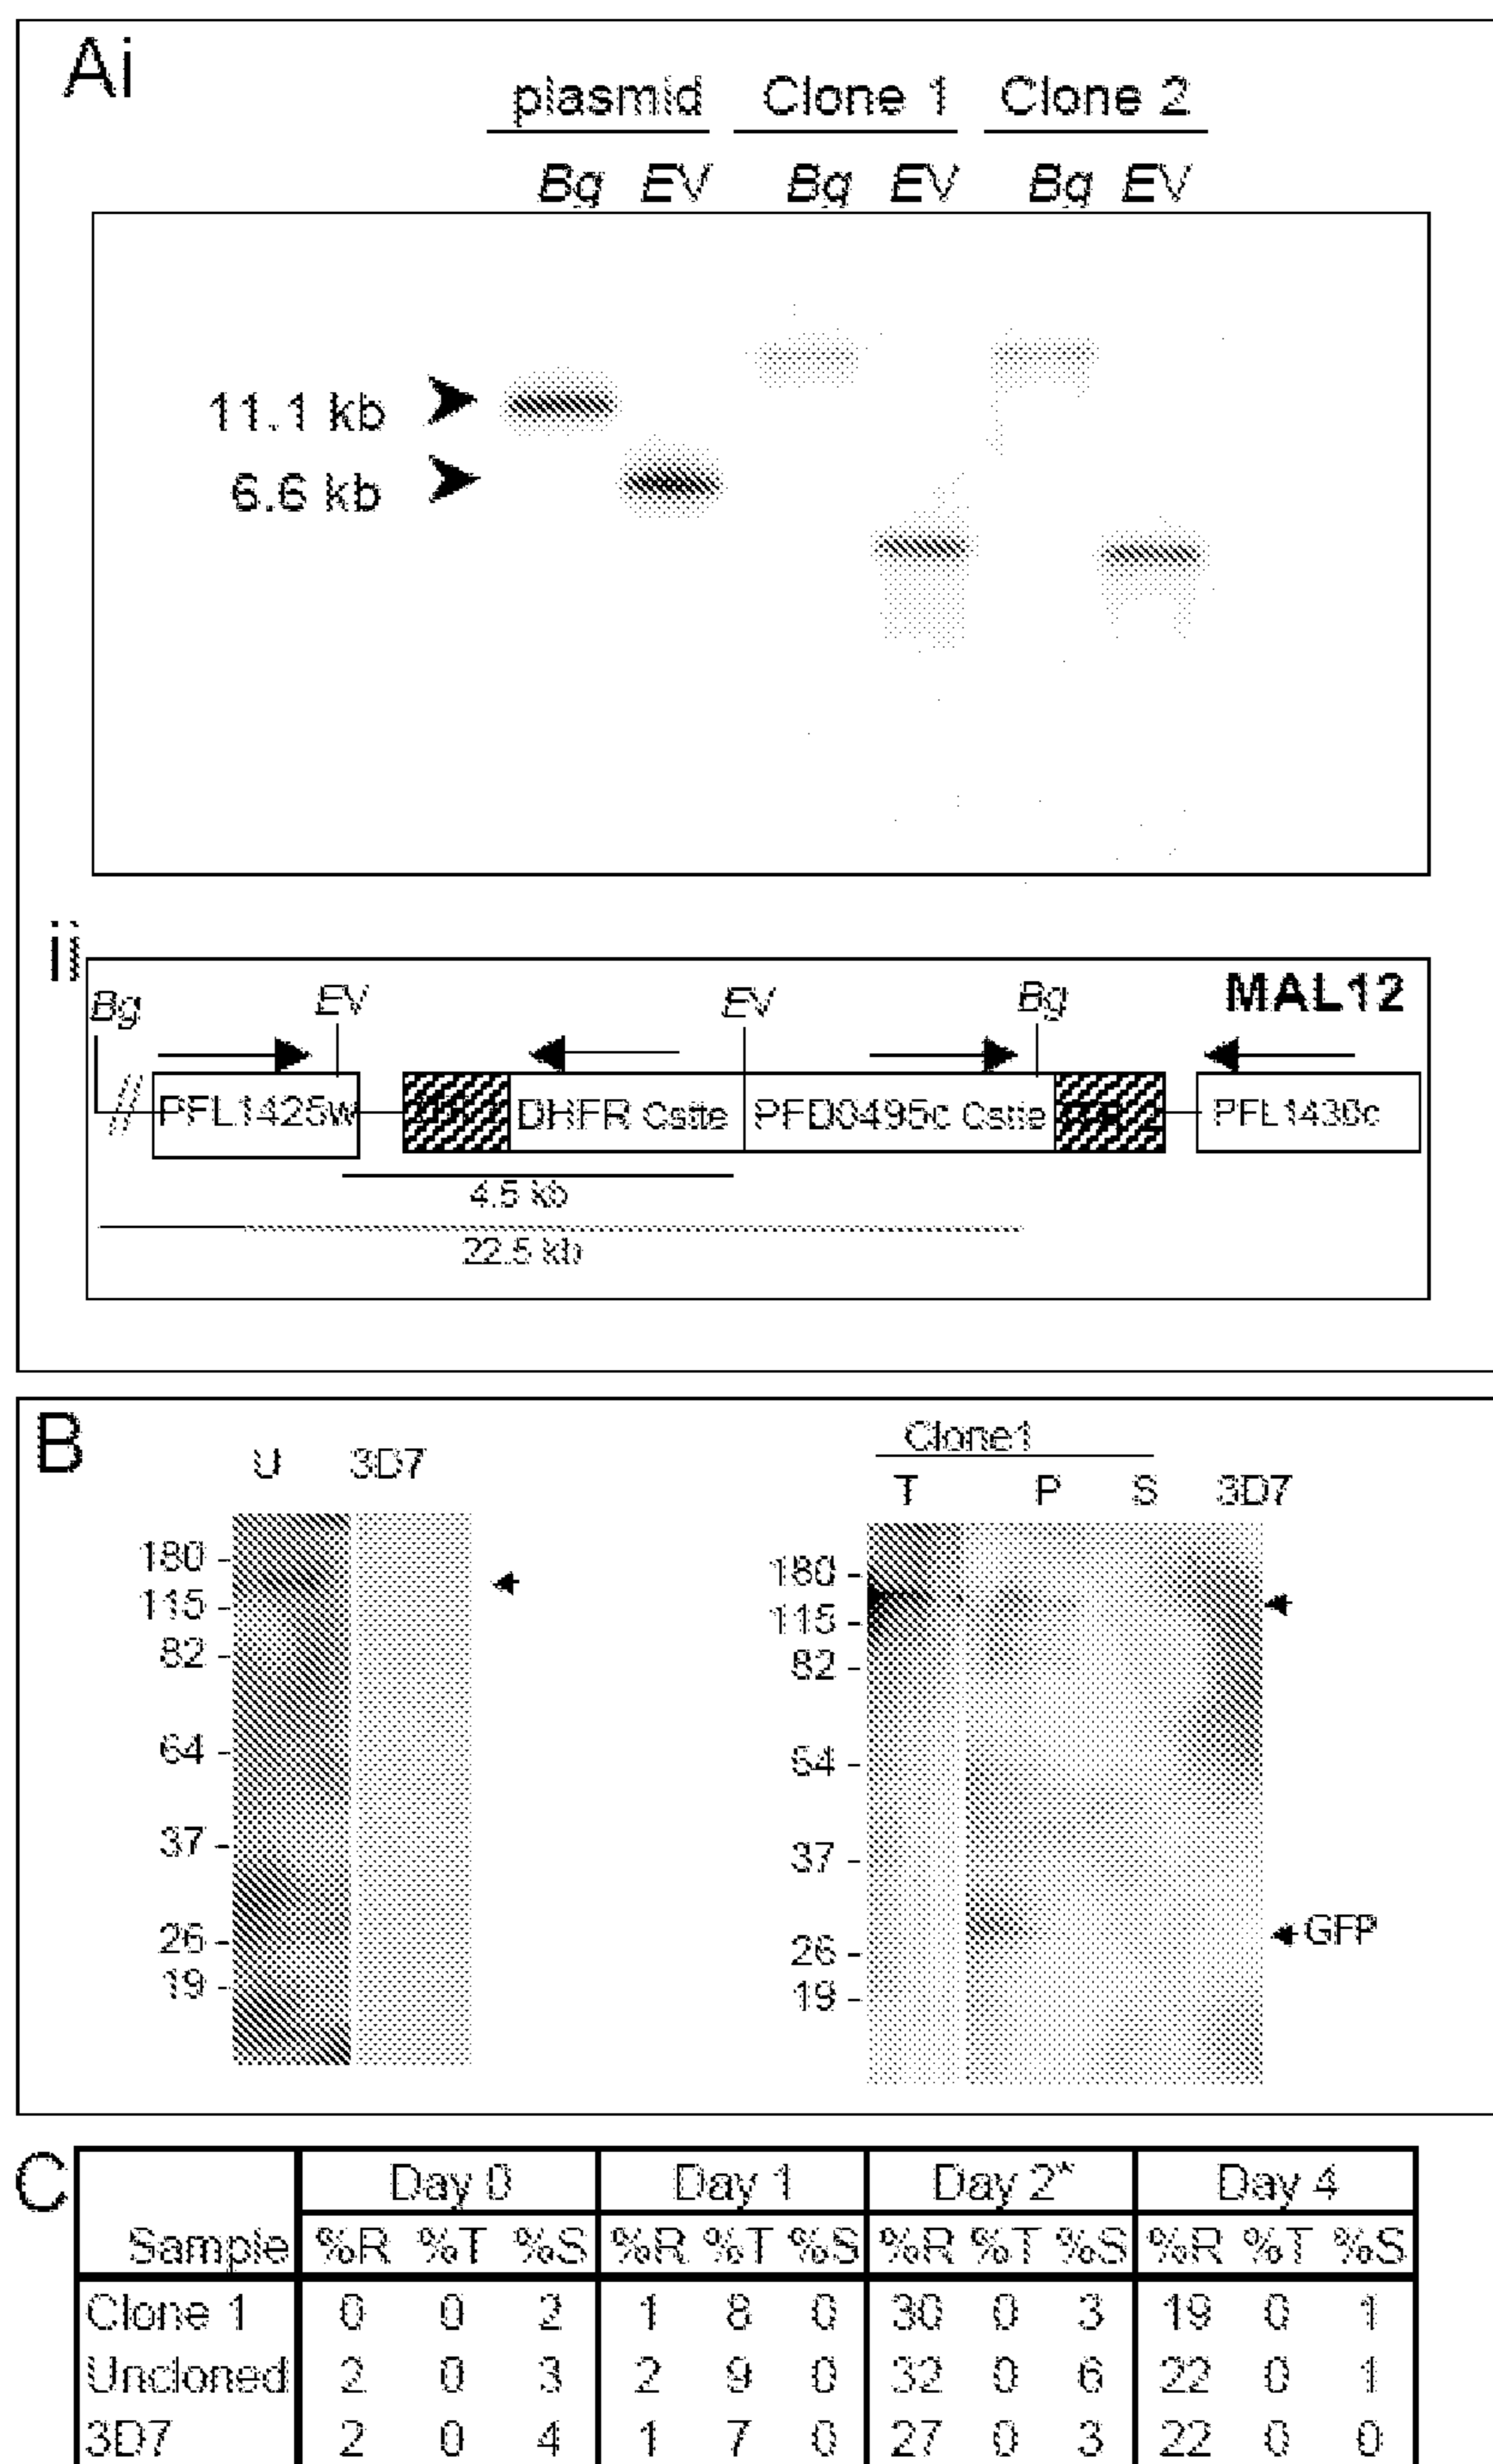 Ai
plasmid Clone 1 Clone 2
Bg EV Bg EV Bg EV
11.1 kb
6.6 kb
ii
MAL12
Bg EV EV Bg
PFL1425w DHFR Cstte PFD0495c Cstte PFL1430c
4.5 kb
22.5 kb
B
U 3D7
180 -
115 -
82 -
64 -
37 -
26 -
19 -
Clone1
T P S 3D7
180 -
115 -
82 -
64 -
37 -
26 -
19 -
GFP
C
Day 0 Day 1 Day 2* Day 4
Sample %R %T %S %R %T %S %R %T %S %R %T %S
Clone 1 0 0 2 1 8 0 30 0 3 19 0 1
Uncloned 2 0 3 2 9 0 32 0 6 22 0 1
3D7 2 0 4 1 7 0 27 0 3 22 0 0